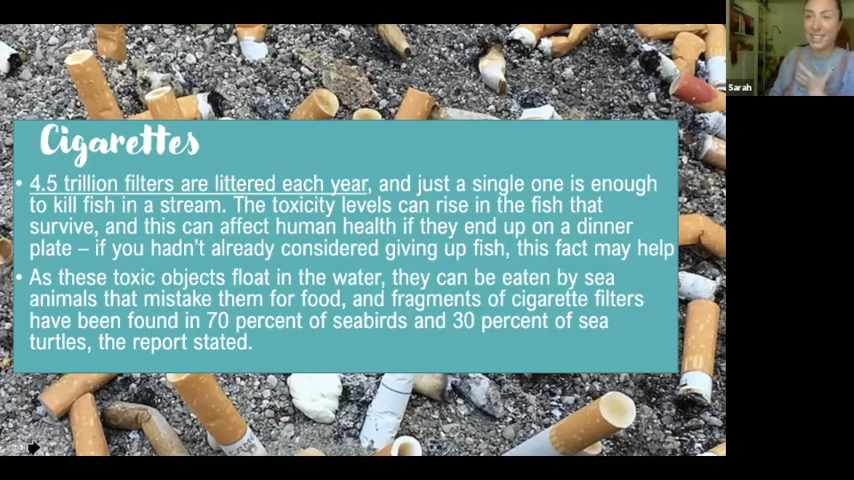 Sarah
Cigarettes
• 4.5 trillion filters are littered each year, and just a single one is enough
to kill fish in a stream. The toxicity levels can rise in the fish that
survive, and this can affect human health if they end up on a dinner
plate – if you hadn't already considered giving up fish, this fact may help
• As these toxic objects float in the water, they can be eaten by sea
animals that mistake them for food, and fragments of cigarette filters
have been found in 70 percent of seabirds and 30 percent of sea
turtles, the report stated.